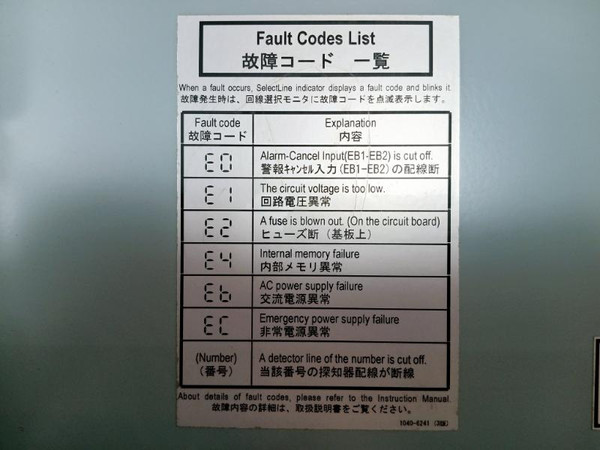 Fault Codes List
故障コード 一覧
When a fault occurs, SelectLine indicator displays a fault code and blinks it
故障発生時は、回線選択モニタに故障コードを点滅表示します。
Fault code
故障コード
Explanation
内容
E0
Alarm-Cancel Input(EB1-EB2) is cut off.
警報ｷｬﾝｾﾙ入力(EB1-EB2)の配線断
E1
The circuit voltage is too low.
回路電圧異常
E2
A fuse is blown out. (On the circuit board)
ヒューズ断（基板上）
E4
Internal memory failure
内部メモリ異常
Eb
AC power supply failure
交流電源異常
EC
Emergency power supply failure
非常電源異常
(Number)
(番号)
A detector line of the number is cut off.
当該番号の探知器配線が断線
About details of fault codes, please refer to the Instruction Manual.
故障内容の詳細は、取扱説明書をご覧ください。
1040-6241